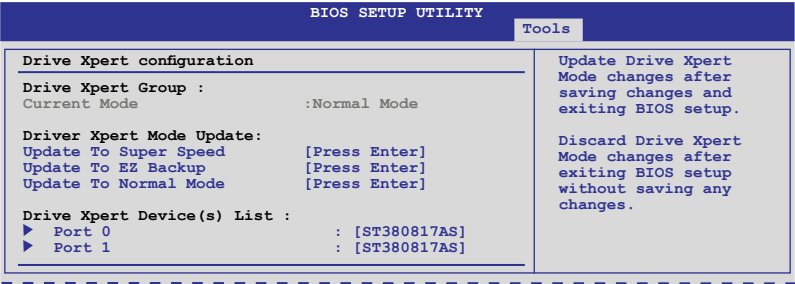 BIOS SETUP UTILITY
Tools
Drive Xpert configuration
Drive Xpert Group :
Current Mode :Normal Mode
Driver Xpert Mode Update:
Update To Super Speed [Press Enter]
Update To EZ Backup [Press Enter]
Update To Normal Mode [Press Enter]
Drive Xpert Device(s) List :
Port 0 : [ST380817AS]
Port 1 : [ST380817AS]
Update Drive Xpert
Mode changes after
saving changes and
exiting BIOS setup.
Discard Drive Xpert
Mode changes after
exiting BIOS setup
without saving any
changes.